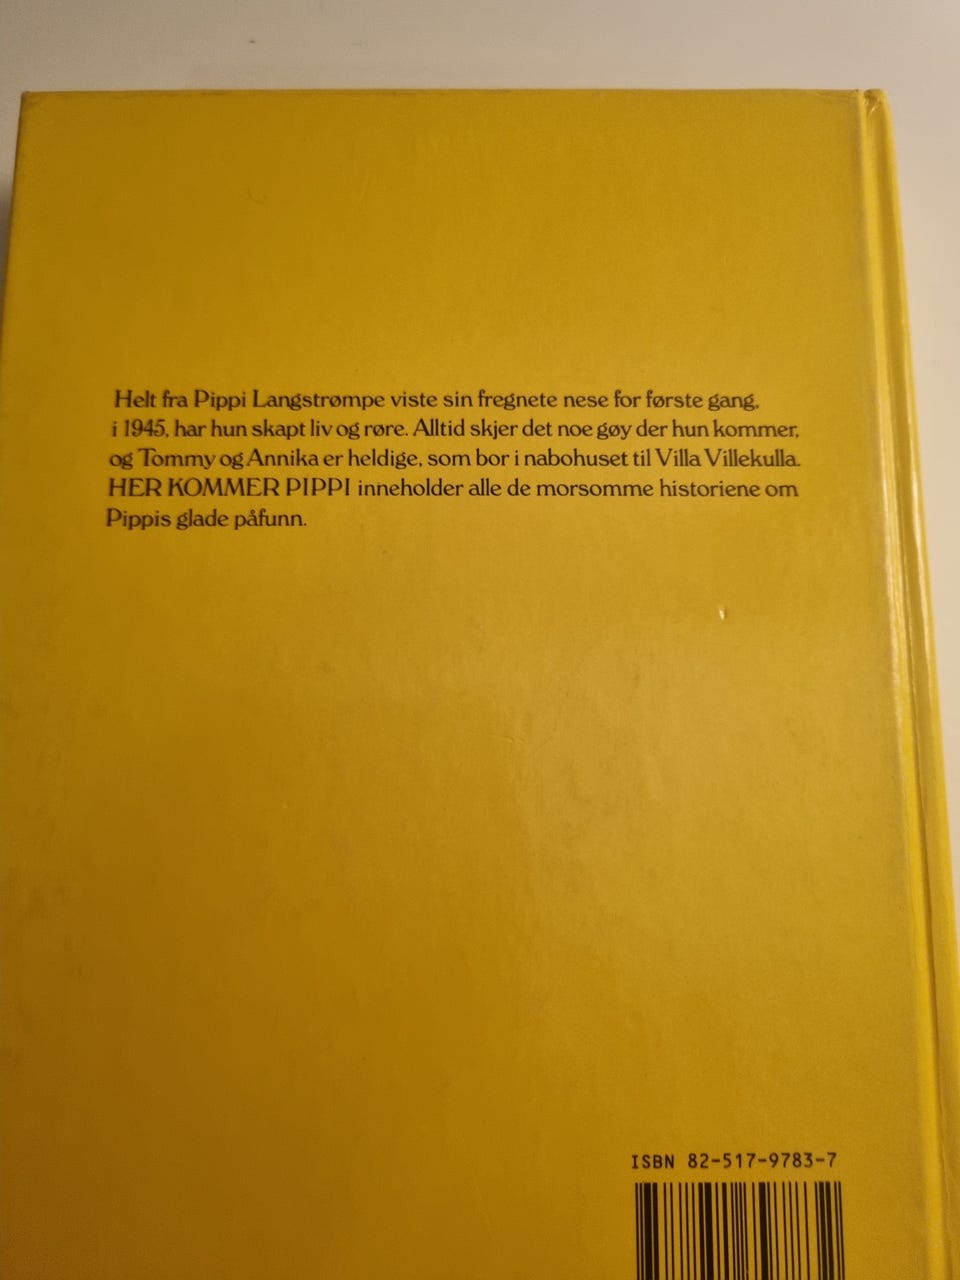 Helt fra Pippi Langstrømpe viste sin fregnete nese for første gang,
i 1945, har hun skapt liv og røre. Alltid skjer det noe gøy der hun kommer,
og Tommy og Annika er heldige, som bor i nabohuset til Villa Villekulla.
HER KOMMER PIPPI inneholder alle de morsomme historiene om
Pippis glade påfunn.
ISBN 82-517-9783-7